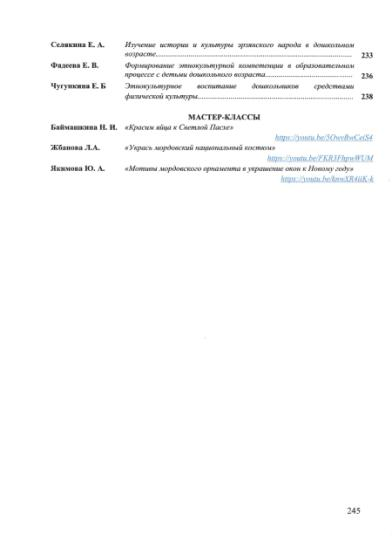 Селякина Е. А. Изучение истории и культуры эрзянского народа в дошкольном
возрасте.......................................................................................... 233
Фадеева Е. В. Формирование этнокультурной компетенции в образовательном
процессе с детьми дошкольного возраста........................................ 236
Чугункина Е. Б Этнокультурное воспитание дошкольников средствами
физической культуры....................................................................... 238
МАСТЕР-КЛАССЫ
Баймашкина Н. И. «Красим яйца к Светлой Пасхе»
https://youtu.be/5OwvBwCeiS4
Жбанова Л.А. «Укрась мордовский национальный костюм»
https://youtu.be/FKR3FhpwWUM
Якимова Ю. А. «Мотивы мордовского орнамента в украшение окон к Новому году»
https://youtu.be/knwXR4iiK-k
245